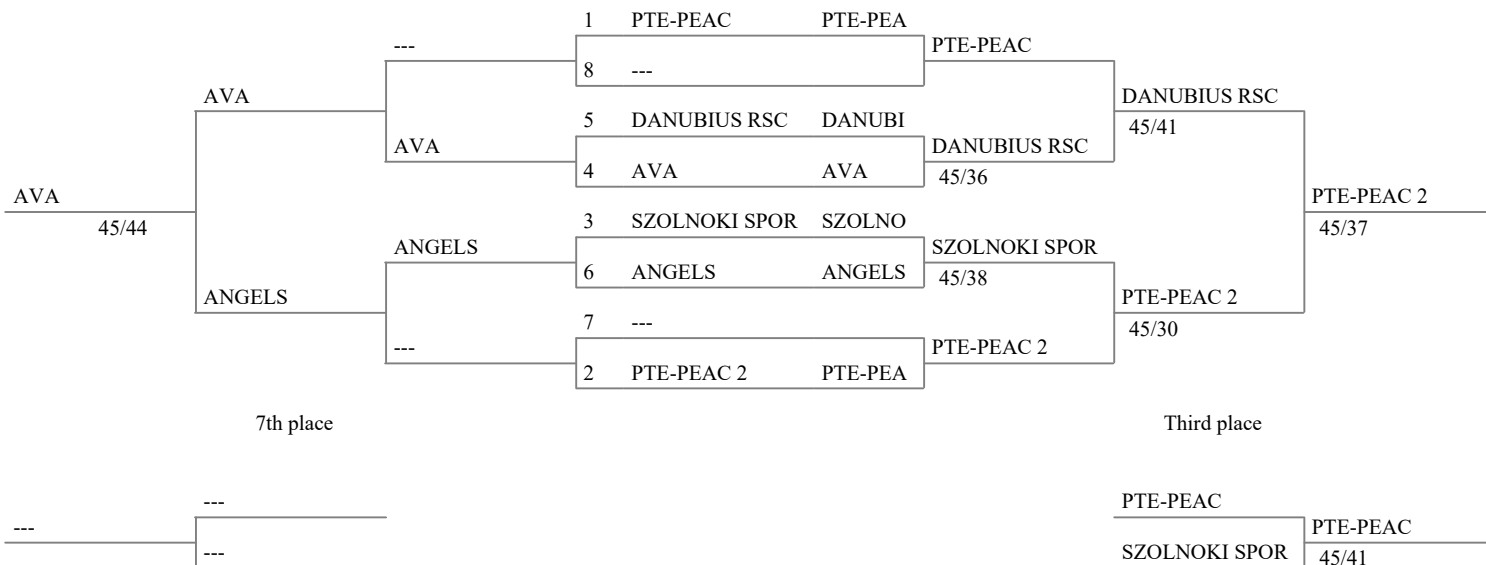 1 PTE-PEAC PTE-PEA
--- PTE-PEAC
8 ---
AVA DANUBIUS RSC
5 DANUBIUS RSC DANUBI 45/41
AVA DANUBIUS RSC
4 AVA AVA 45/36
AVA PTE-PEAC 2
45/44 3 SZOLNOKI SPOR SZOLNO 45/37
ANGELS SZOLNOKI SPOR
6 ANGELS ANGELS 45/38
ANGELS PTE-PEAC 2
7 --- 45/30
--- PTE-PEAC 2
2 PTE-PEAC 2 PTE-PEA
7th place Third place
--- PTE-PEAC
--- PTE-PEAC
--- SZOLNOKI SPOR 45/41